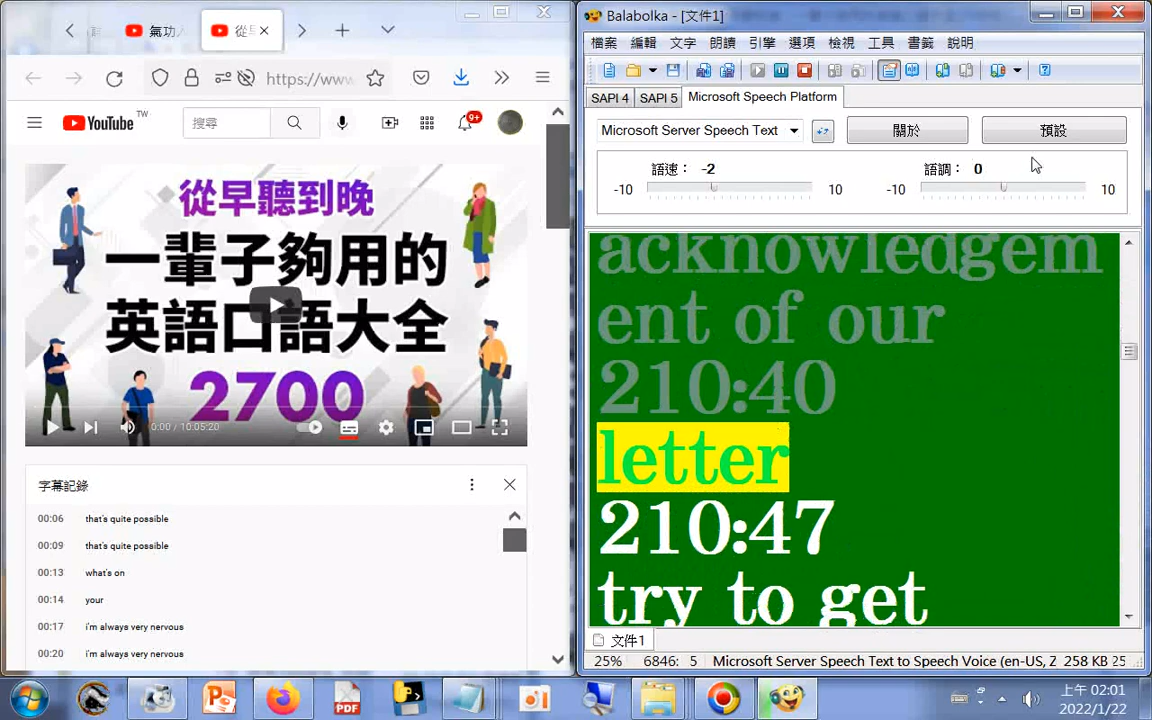 氣功
從
https://www
YouTube TW
搜尋
9+
從早聽到晚
一輩子夠用的
英語口語大全
2700
0:00 / 10:05:20
字幕記錄
00:06 that's quite possible
00:09 that's quite possible
00:13 what's on
00:14 your
00:17 i'm always very nervous
00:20 i'm always very nervous
Balabolka - [文件1]
檔案 編輯 文字 朗讀 引擎 選項 檢視 工具 書籤 說明
SAPI 4 SAPI 5 Microsoft Speech Platform
Microsoft Server Speech Text 關於 預設
語速： -2 語調： 0
-10 10 -10 10
acknowledgem
ent of our
210:40
letter
210:47
try to get
文件1
25% 6846: 5 Microsoft Server Speech Text to Speech Voice (en-US, Z 258 KB 25
PDF
上午 02:01
2022/1/22